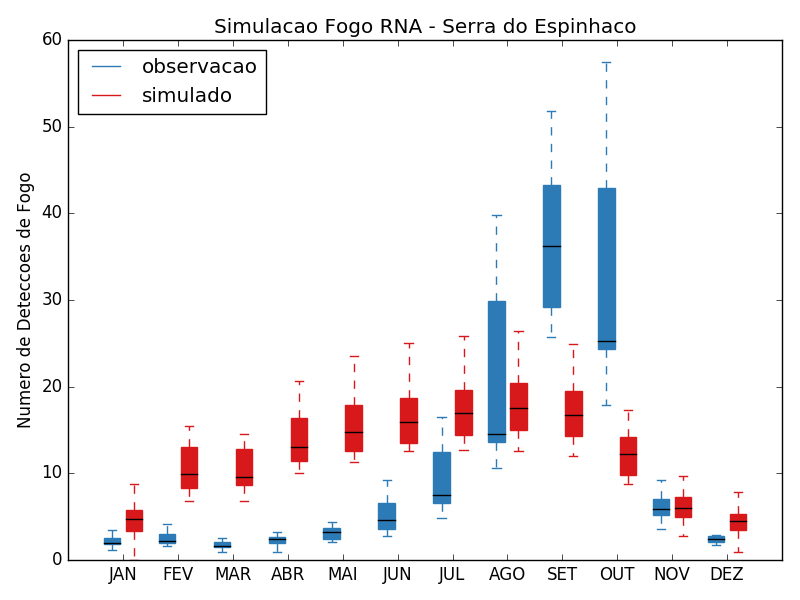 Simulacao Fogo RNA - Serra do Espinhaco
observacao
simulado
Numero de Deteccoes de Fogo
60
50
40
30
20
10
0
JAN FEV MAR ABR MAI JUN JUL AGO SET OUT NOV DEZ